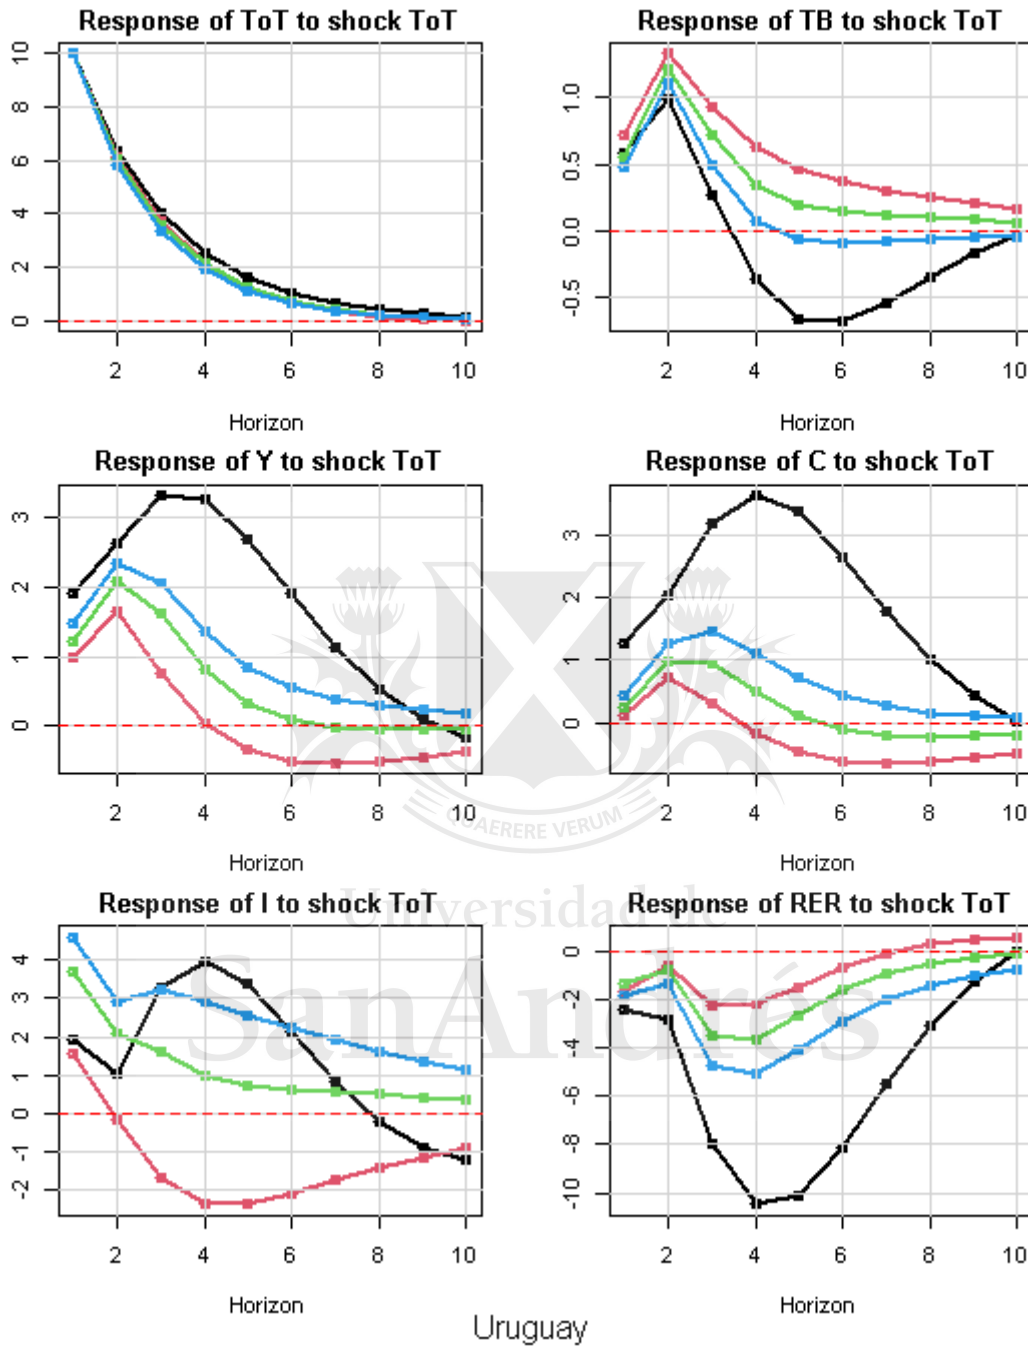 Response of ToT to shock ToT
Response of TB to shock ToT
10
8
6
4
2
0
1.0
0.5
0.0
-0.5
2 4 6 8 10
2 4 6 8 10
Horizon
Horizon
Response of Y to shock ToT
Response of C to shock ToT
3
2
1
0
3
2
1
0
2 4 6 8 10
2 4 6 8 10
QUAERERE VERUM
Horizon
Horizon
Universidad de
SanAndrés
Response of I to shock ToT
Response of RER to shock ToT
4
3
2
1
0
-1
-2
0
-2
-4
-6
-8
-10
2 4 6 8 10
2 4 6 8 10
Horizon
Horizon
Uruguay